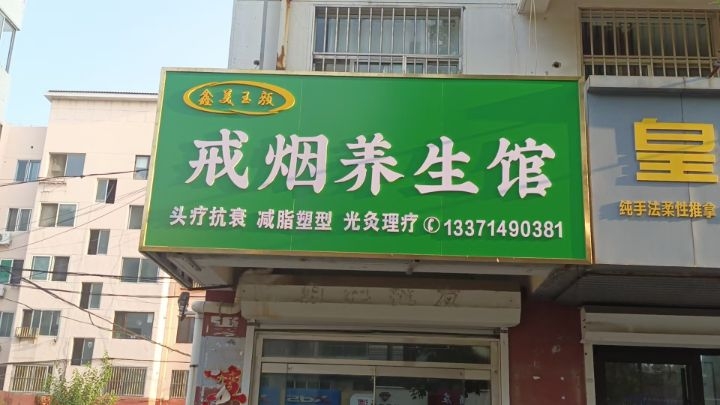 鑫美玉颜
戒烟养生馆
头疗抗衰 减脂塑型 光灸理疗 13371490381
皇
纯手法柔性推拿